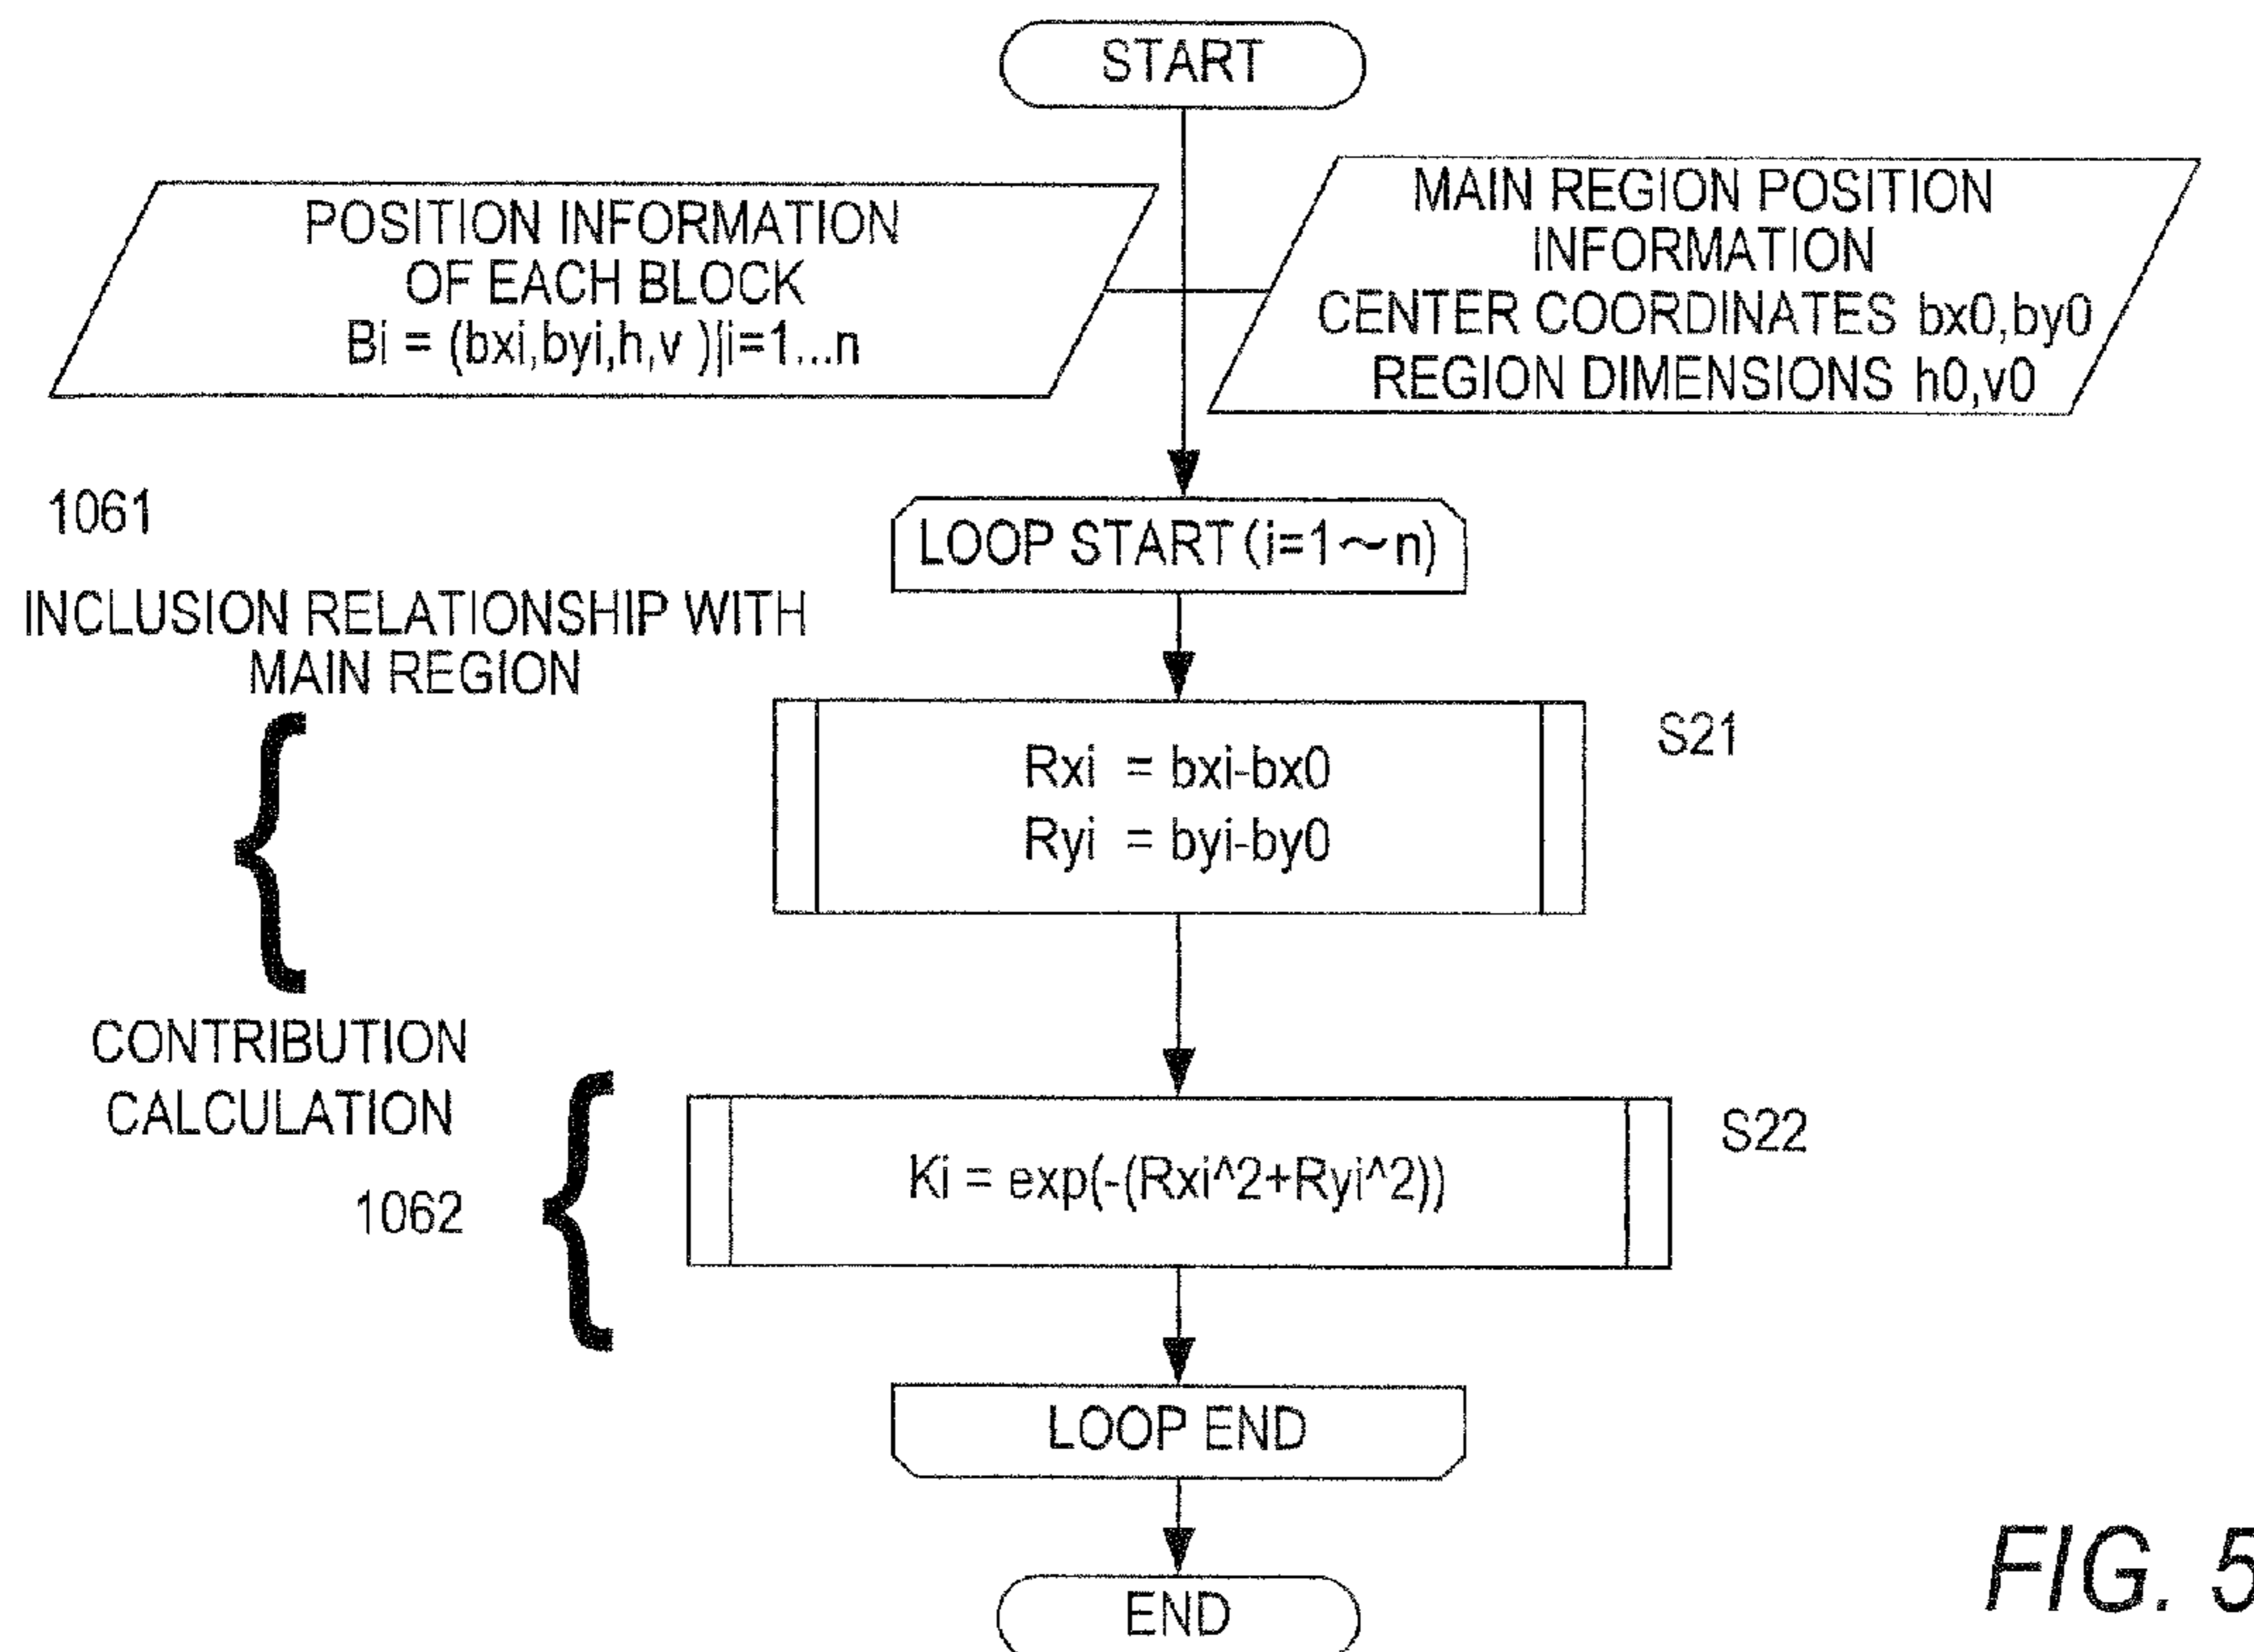 START
POSITION INFORMATION
OF EACH BLOCK
Bi = (bxi,byi,h,v )|i=1...n
MAIN REGION POSITION
INFORMATION
CENTER COORDINATES bx0,by0
REGION DIMENSIONS h0,v0
1061
LOOP START (i=1～n)
INCLUSION RELATIONSHIP WITH
MAIN REGION
S21
Rxi = bxi-bx0
Ryi = byi-by0
CONTRIBUTION
CALCULATION
1062
S22
Ki = exp(-(Rxi^2+Ryi^2))
LOOP END
END
FIG. 5